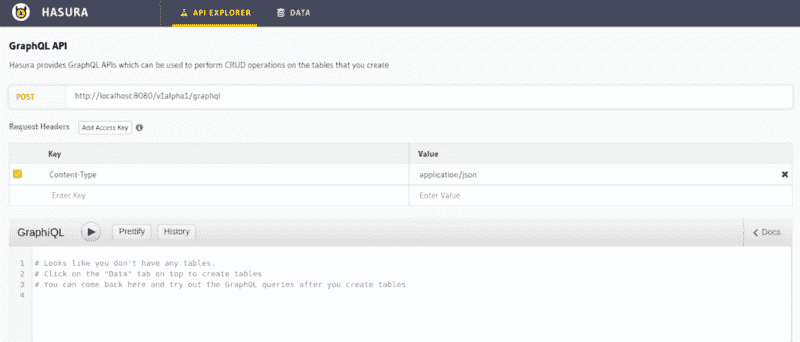 HASURA API EXPLORER DATA
GraphQL API
Hasura provides GraphQL APIs which can be used to perform CRUD operations on the tables that you create
POST http://localhost:8080/v1alpha1/graphql
Request Headers Add Access Key
Key Value
Content-Type application/json
Enter Key Enter Value
GraphiQL Prettify History Docs
1 # Looks like you don't have any tables.
2 # Click on the "Data" tab on top to create tables
3 # You can come back here and try out the GraphQL queries after you create tables
4